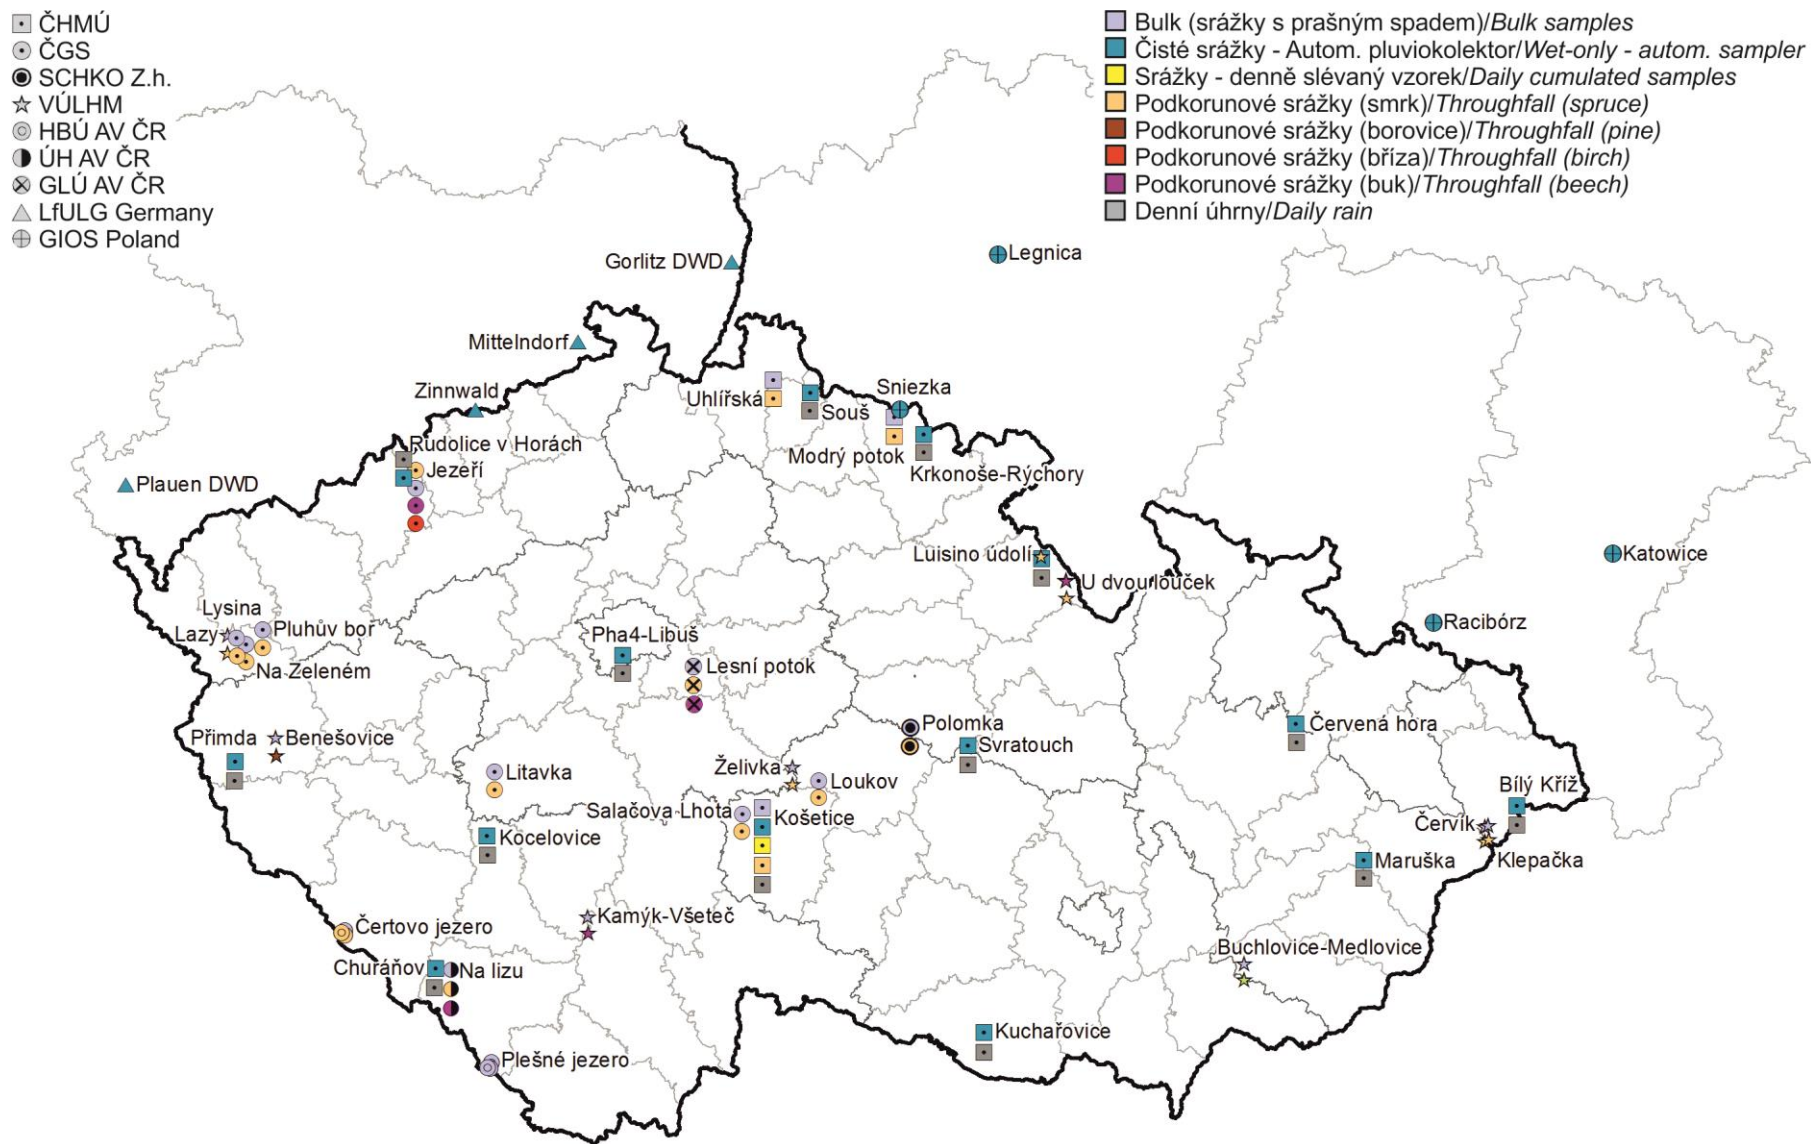 ČHMÚ
ČGS
SCHKO Z.h.
VÚLHM
HBÚ AV ČR
ÚH AV ČR
GLÚ AV ČR
LfULG Germany
GIOS Poland
Bulk (srážky s prašným spadem)/Bulk samples
Čisté srážky - Autom. pluviokolektor/Wet-only - autom. sampler
Srážky - denně slévaný vzorek/Daily cumulated samples
Podkorunové srážky (smrk)/Throughfall (spruce)
Podkorunové srážky (borovice)/Throughfall (pine)
Podkorunové srážky (bříza)/Throughfall (birch)
Podkorunové srážky (buk)/Throughfall (beech)
Denní úhrny/Daily rain
Legnica
Gorlitz DWD
Mittelndorf
Zinnwald
Sniezka
Uhlířská
Souš
Rudolice v Horách
Modrý potok
Jezeří
Krkonoše-Rýchory
Plauen DWD
Luisino údolí
Katowice
U dvou louček
Lysina
Racibórz
Pluhův bor
Lazy
Pha4-Libuš
Lesní potok
Na Zeleném
Polomka
Červená hora
Přimda
Benešovice
Svratouch
Želivka
Litavka
Loukov
Bílý Kříž
Salačova Lhota
Košetice
Červík
Kocelovice
Klepačka
Maruška
Kamýk-Všeteč
Čertovo jezero
Buchlovice-Medlovice
Churáňov
Na lizu
Kuchařovice
Plešné jezero